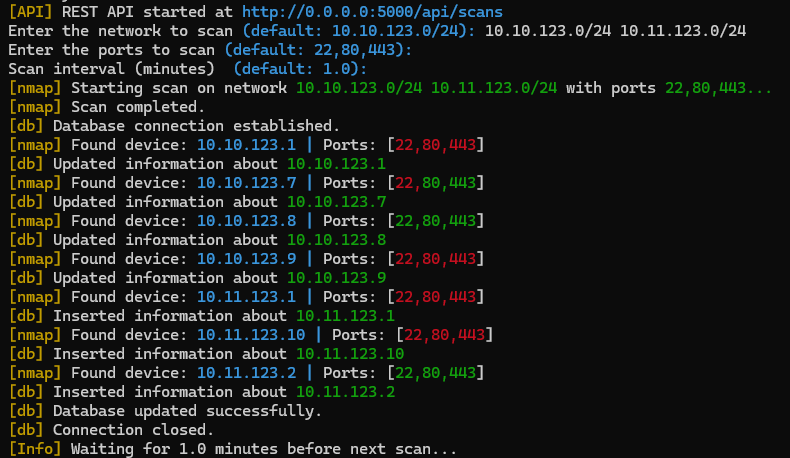 [API] REST API started at http://0.0.0.0:5000/api/scans
Enter the network to scan (default: 10.10.123.0/24): 10.10.123.0/24 10.11.123.0/24
Enter the ports to scan (default: 22,80,443):
Scan interval (minutes)  (default: 1.0):
[nmap] Starting scan on network 10.10.123.0/24 10.11.123.0/24 with ports 22,80,443...
[nmap] Scan completed.
[db] Database connection established.
[nmap] Found device: 10.10.123.1 | Ports: [22,80,443]
[db] Updated information about 10.10.123.1
[nmap] Found device: 10.10.123.7 | Ports: [22,80,443]
[db] Updated information about 10.10.123.7
[nmap] Found device: 10.10.123.8 | Ports: [22,80,443]
[db] Updated information about 10.10.123.8
[nmap] Found device: 10.10.123.9 | Ports: [22,80,443]
[db] Updated information about 10.10.123.9
[nmap] Found device: 10.11.123.1 | Ports: [22,80,443]
[db] Inserted information about 10.11.123.1
[nmap] Found device: 10.11.123.10 | Ports: [22,80,443]
[db] Inserted information about 10.11.123.10
[nmap] Found device: 10.11.123.2 | Ports: [22,80,443]
[db] Inserted information about 10.11.123.2
[db] Database updated successfully.
[db] Connection closed.
[Info] Waiting for 1.0 minutes before next scan...